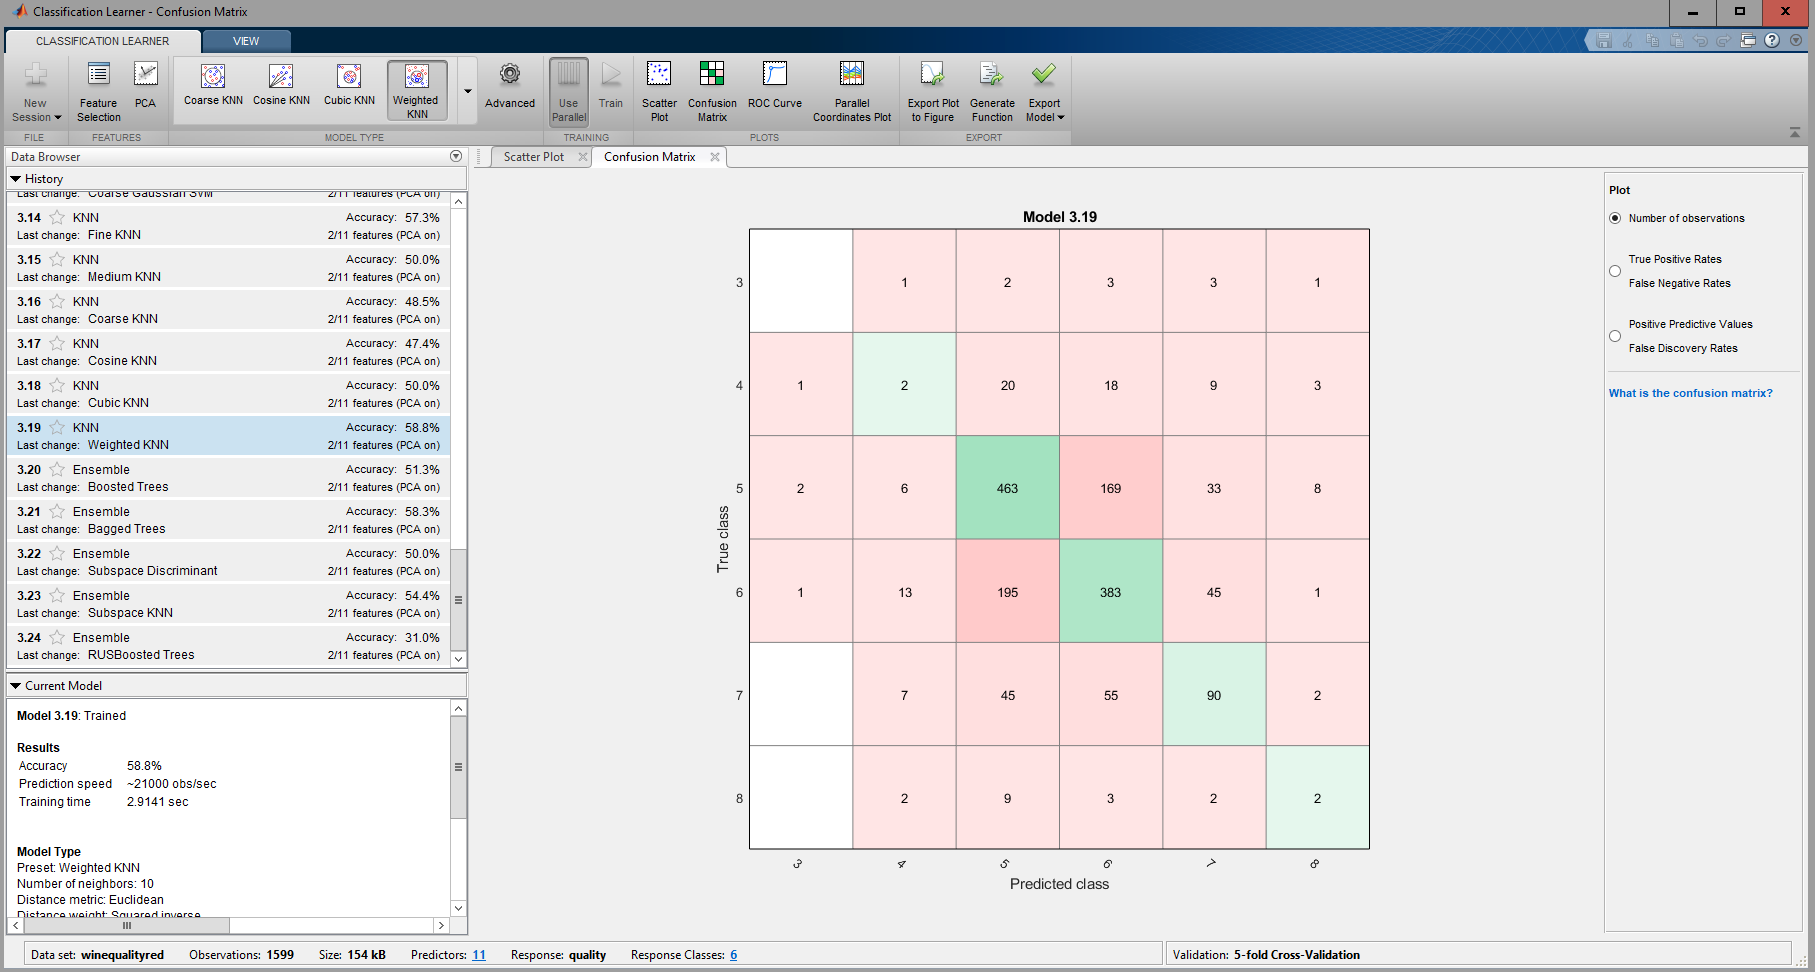 Classification Learner - Confusion Matrix
CLASSIFICATION LEARNER
VIEW
New Session
Feature Selection
PCA
Coarse KNN
Cosine KNN
Cubic KNN
Weighted KNN
Advanced
Use Parallel
Train
Scatter Plot
Confusion Matrix
ROC Curve
Parallel Coordinates Plot
Export Plot to Figure
Generate Function
Export Model
FILE
FEATURES
MODEL TYPE
TRAINING
PLOTS
EXPORT
Data Browser
History
Last change: Coarse Gaussian SVM 2/11 features (PCA on)
3.14 KNN Accuracy: 57.3%
Last change: Fine KNN 2/11 features (PCA on)
3.15 KNN Accuracy: 50.0%
Last change: Medium KNN 2/11 features (PCA on)
3.16 KNN Accuracy: 48.5%
Last change: Coarse KNN 2/11 features (PCA on)
3.17 KNN Accuracy: 47.4%
Last change: Cosine KNN 2/11 features (PCA on)
3.18 KNN Accuracy: 50.0%
Last change: Cubic KNN 2/11 features (PCA on)
3.19 KNN Accuracy: 58.8%
Last change: Weighted KNN 2/11 features (PCA on)
3.20 Ensemble Accuracy: 51.3%
Last change: Boosted Trees 2/11 features (PCA on)
3.21 Ensemble Accuracy: 58.3%
Last change: Bagged Trees 2/11 features (PCA on)
3.22 Ensemble Accuracy: 50.0%
Last change: Subspace Discriminant 2/11 features (PCA on)
3.23 Ensemble Accuracy: 54.4%
Last change: Subspace KNN 2/11 features (PCA on)
3.24 Ensemble Accuracy: 31.0%
Last change: RUSBoosted Trees 2/11 features (PCA on)
Current Model
Model 3.19: Trained
Results
Accuracy 58.8%
Prediction speed ~21000 obs/sec
Training time 2.9141 sec
Model Type
Preset: Weighted KNN
Number of neighbors: 10
Distance metric: Euclidean
Distance weight: Squared inverse
Scatter Plot
Confusion Matrix
Model 3.19
True class
3 1 2 3 3 1
4 1 2 20 18 9 3
5 2 6 463 169 33 8
6 1 13 195 383 45 1
7 7 45 55 90 2
8 2 9 3 2 2
3 4 5 6 7 8
Predicted class
Plot
Number of observations
True Positive Rates
False Negative Rates
Positive Predictive Values
False Discovery Rates
What is the confusion matrix?
Data set: winequalityred Observations: 1599 Size: 154 kB Predictors: 11 Response: quality Response Classes: 6
Validation: 5-fold Cross-Validation